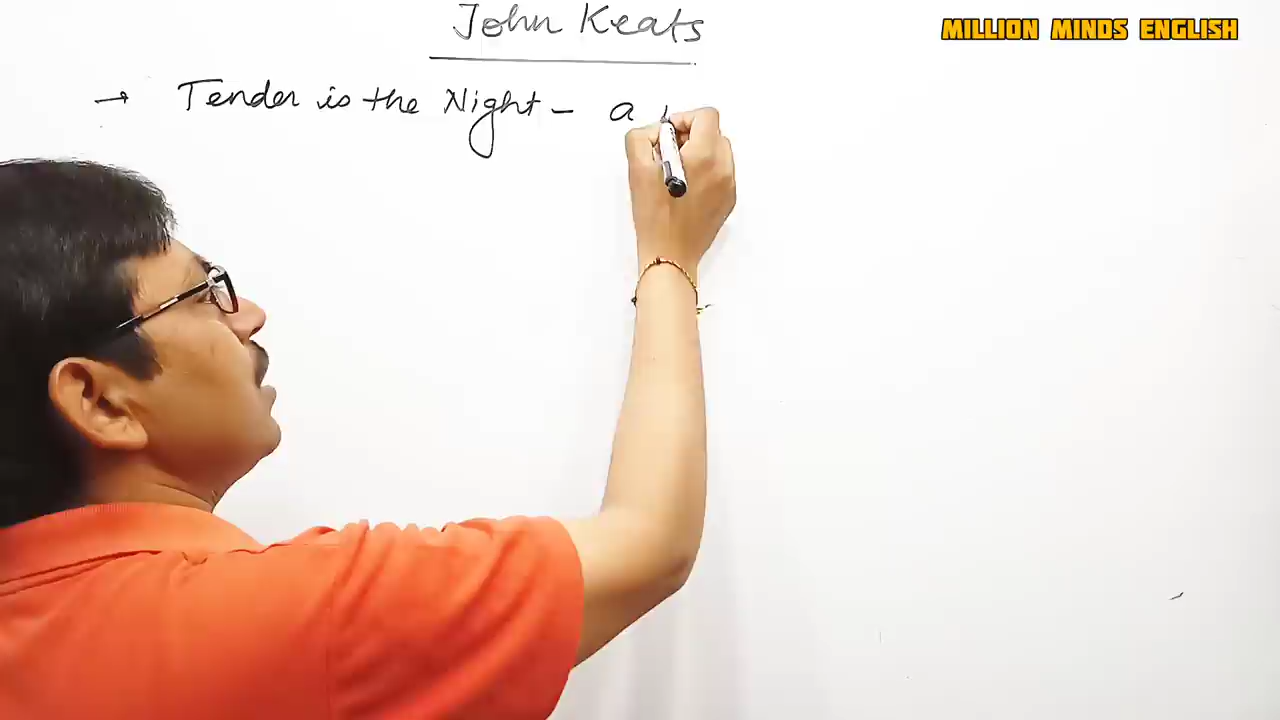 John Keats
MILLION MINDS ENGLISH
→ Tender is the Night - a